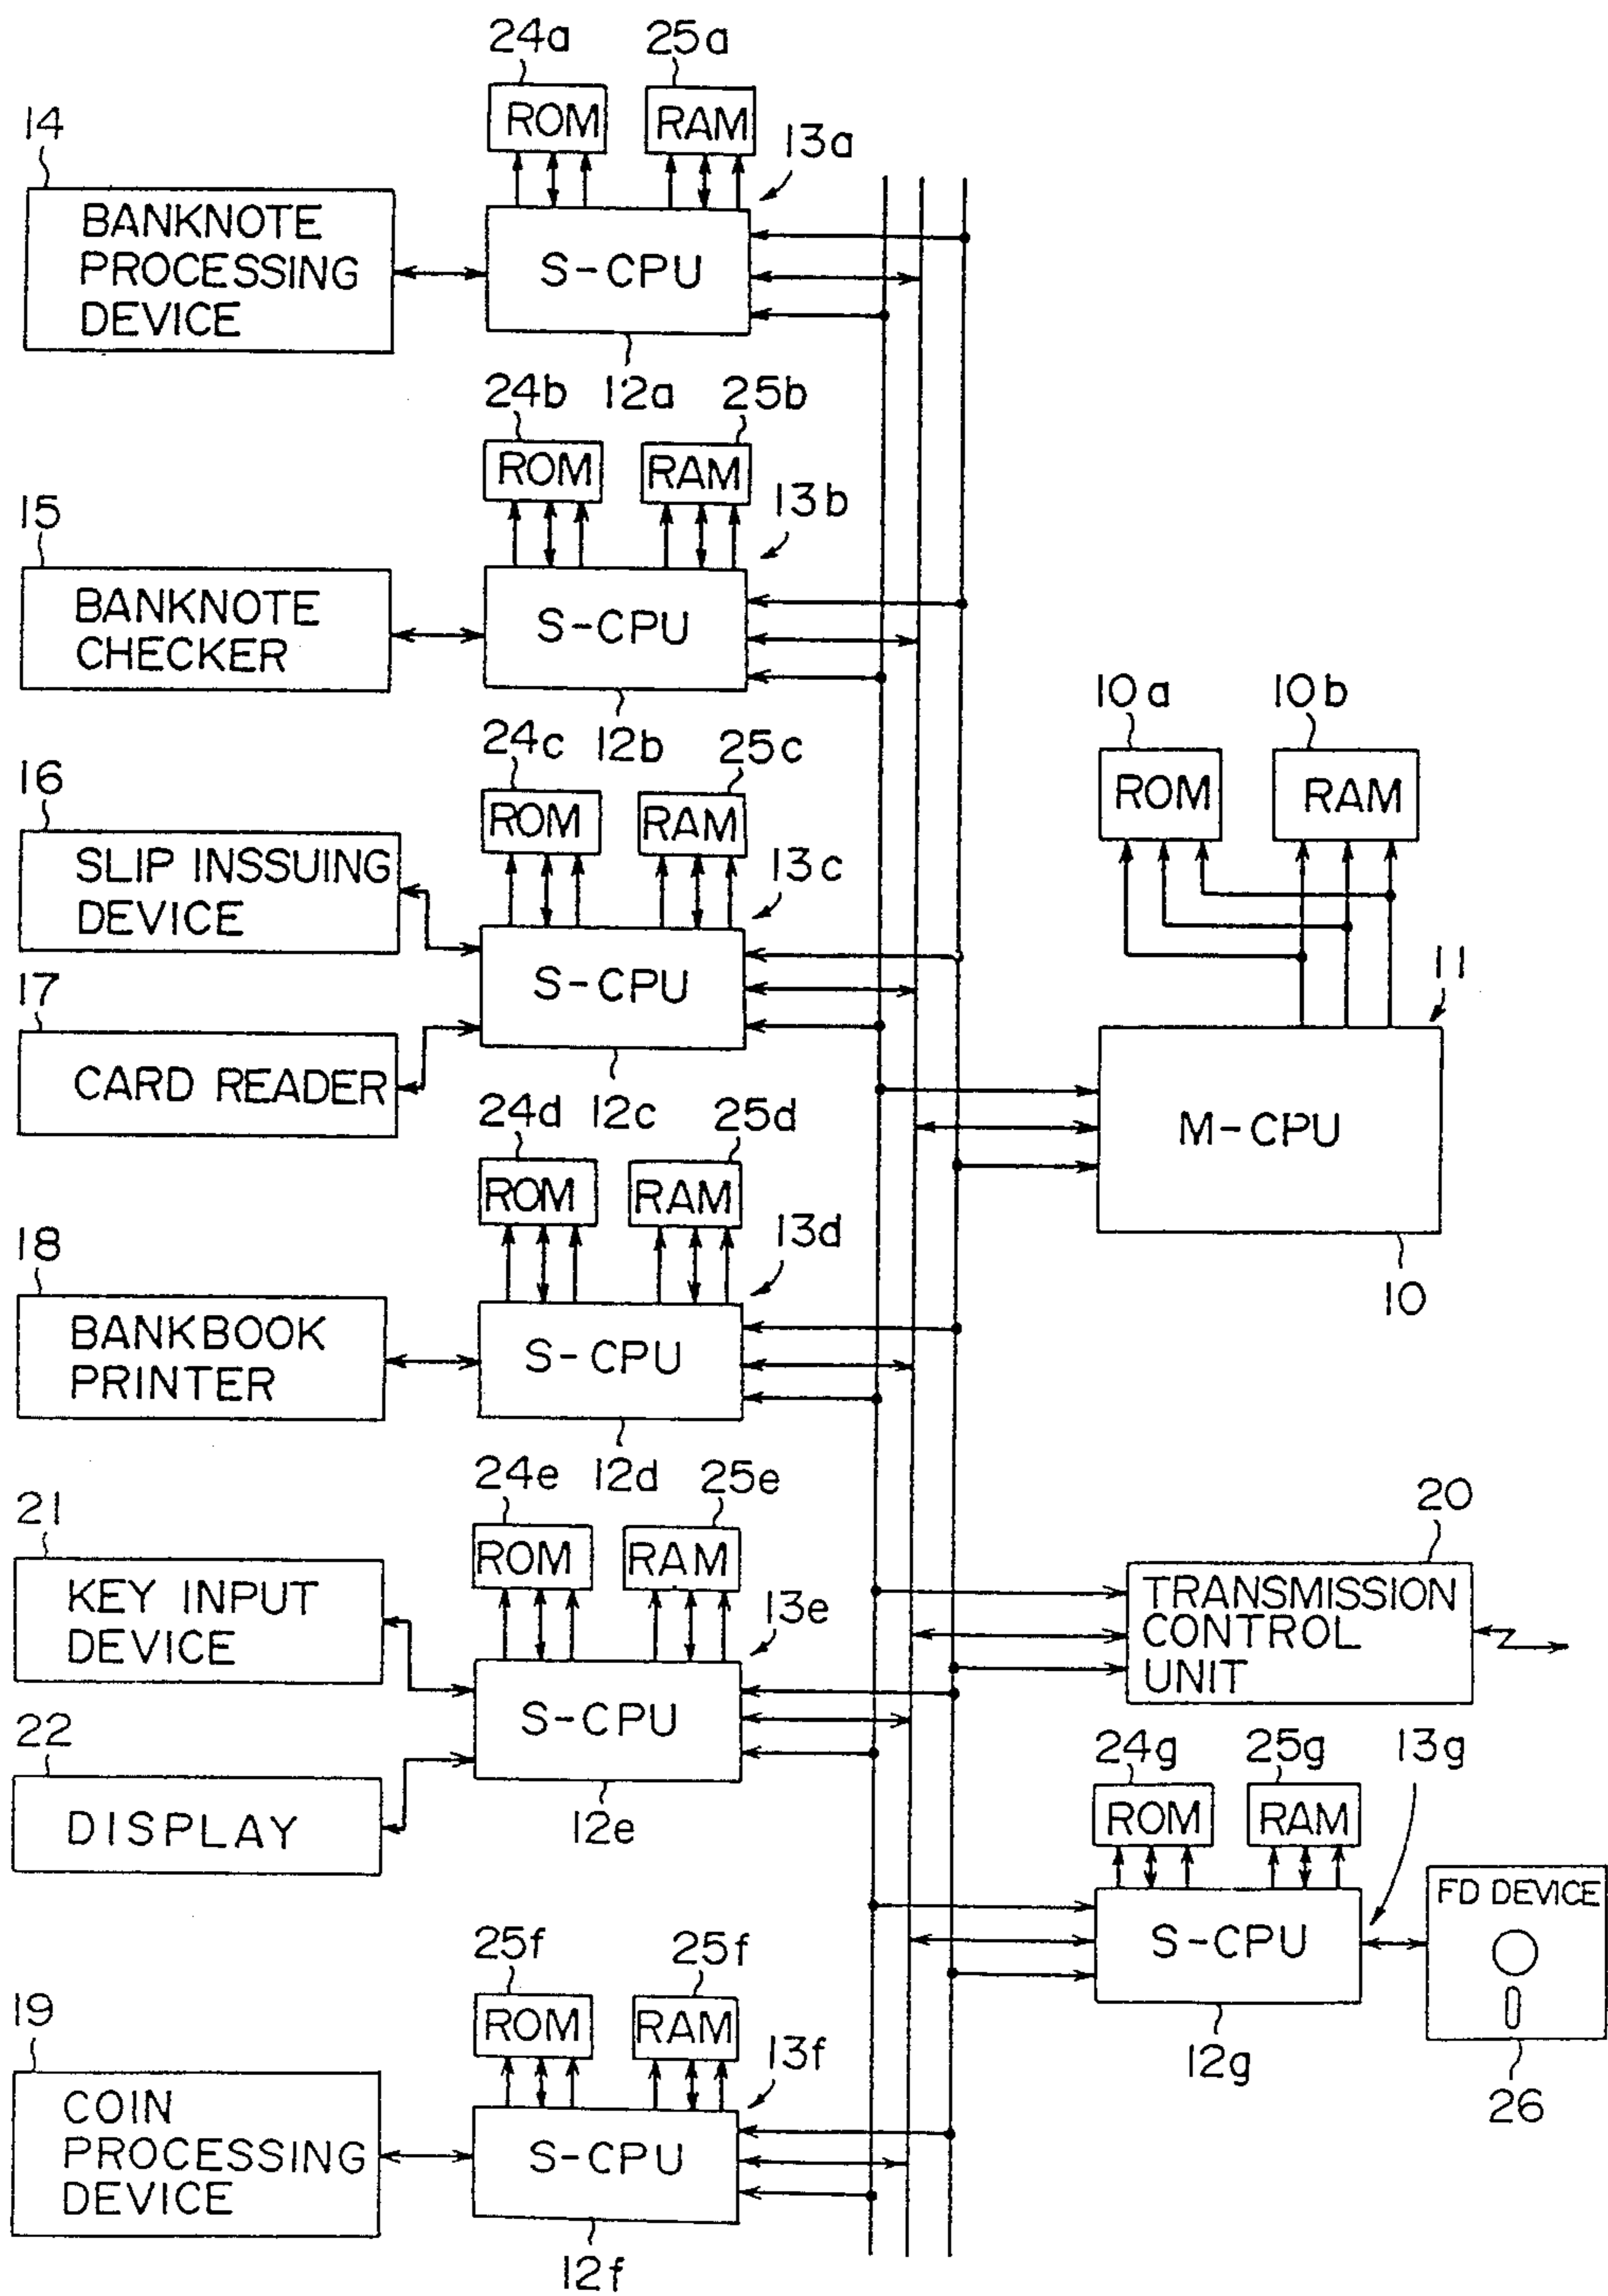 24a 25a
ROM RAM
13a
14
BANKNOTE
PROCESSING
DEVICE
S-CPU
12a
24b 25b
ROM RAM
13b
15
BANKNOTE
CHECKER
S-CPU
12b
24c 25c
ROM RAM
13c
16
SLIP INSSUING
DEVICE
S-CPU
17
CARD READER
12c
10a 10b
ROM RAM
11
M-CPU
10
24d 25d
ROM RAM
13d
18
BANKBOOK
PRINTER
S-CPU
12d
24e 25e
ROM RAM
13e
21
KEY INPUT
DEVICE
S-CPU
22
DISPLAY
12e
20
TRANSMISSION
CONTROL
UNIT
24g 25g
ROM RAM
13g
S-CPU
12g
FD DEVICE
26
25f 25f
ROM RAM
13f
19
COIN
PROCESSING
DEVICE
S-CPU
12f